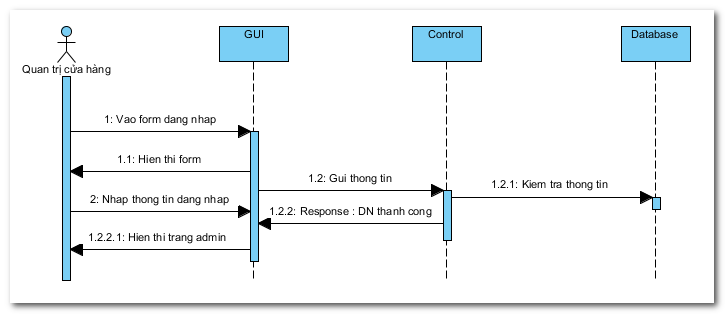 GUI
Control
Database
Quan trị cửa hàng
1: Vao form dang nhap
1.1: Hien thi form
1.2: Gui thong tin
1.2.1: Kiem tra thong tin
2: Nhap thong tin dang nhap
1.2.2: Response : DN thanh cong
1.2.2.1: Hien thi trang admin